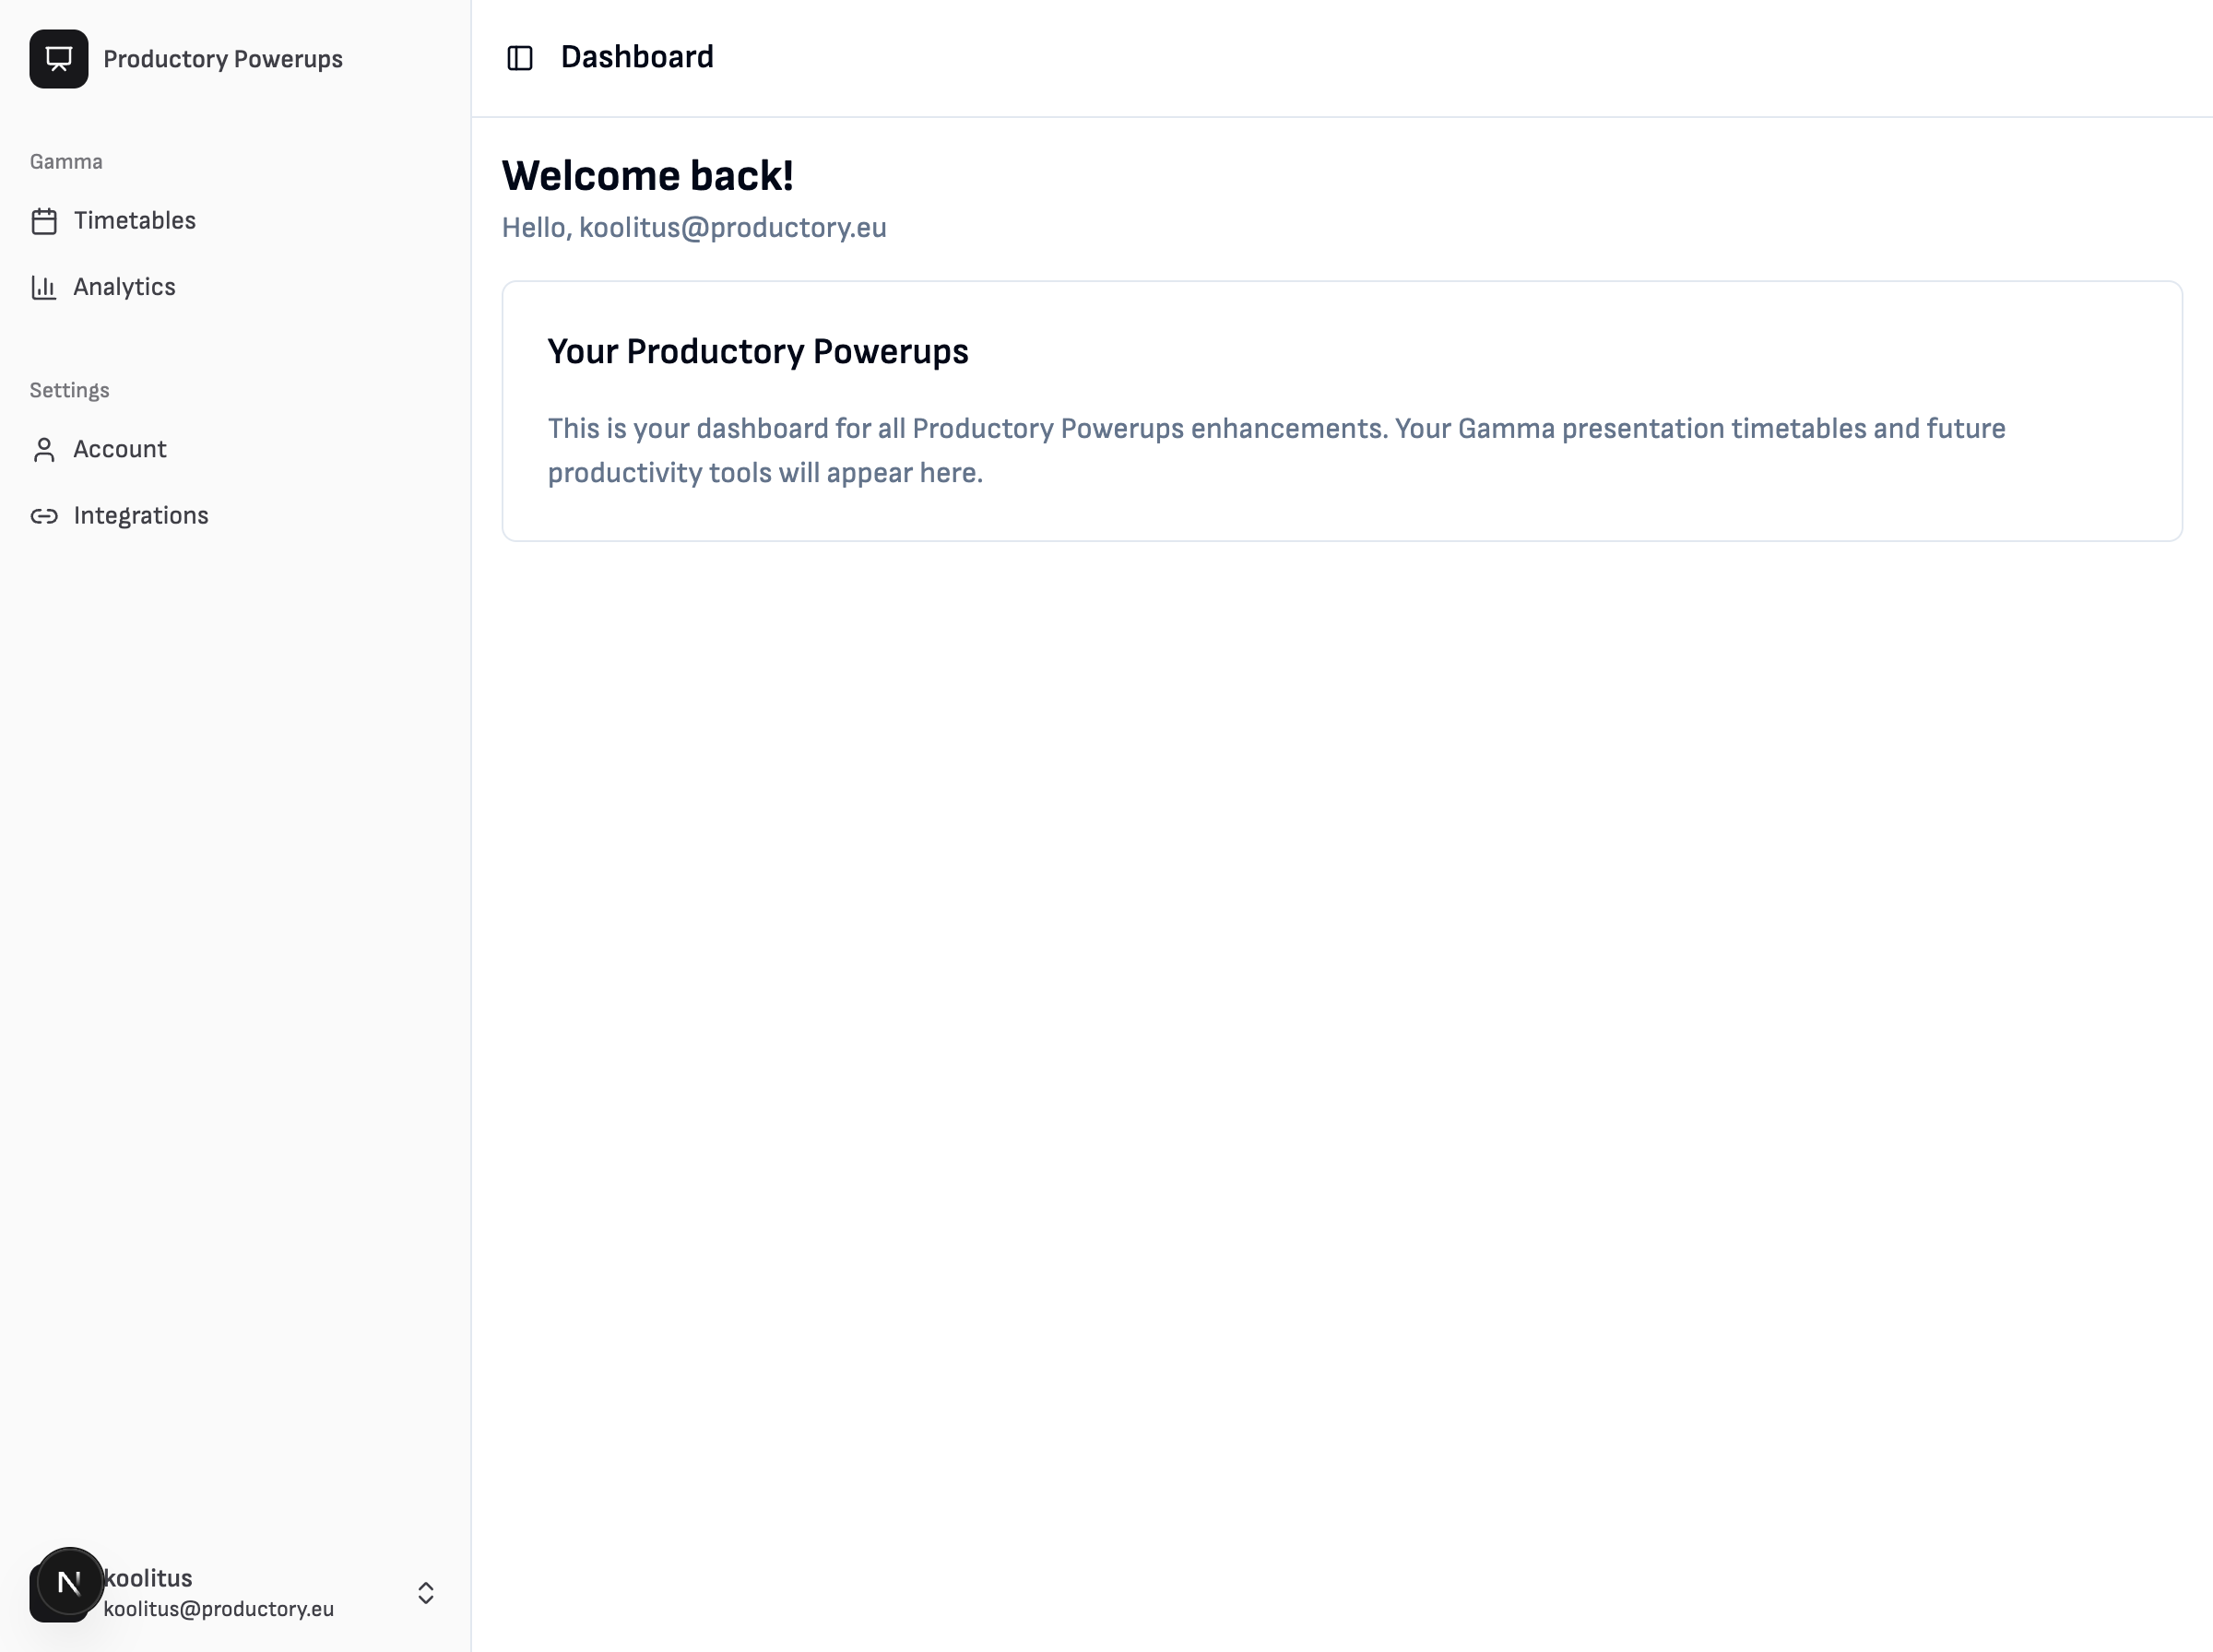 Productory Powerups
Gamma
Timetables
Analytics
Settings
Account
Integrations
N
koolitus
koolitus@productory.eu
Dashboard
Welcome back!
Hello, koolitus@productory.eu
Your Productory Powerups
This is your dashboard for all Productory Powerups enhancements. Your Gamma presentation timetables and future
productivity tools will appear here.